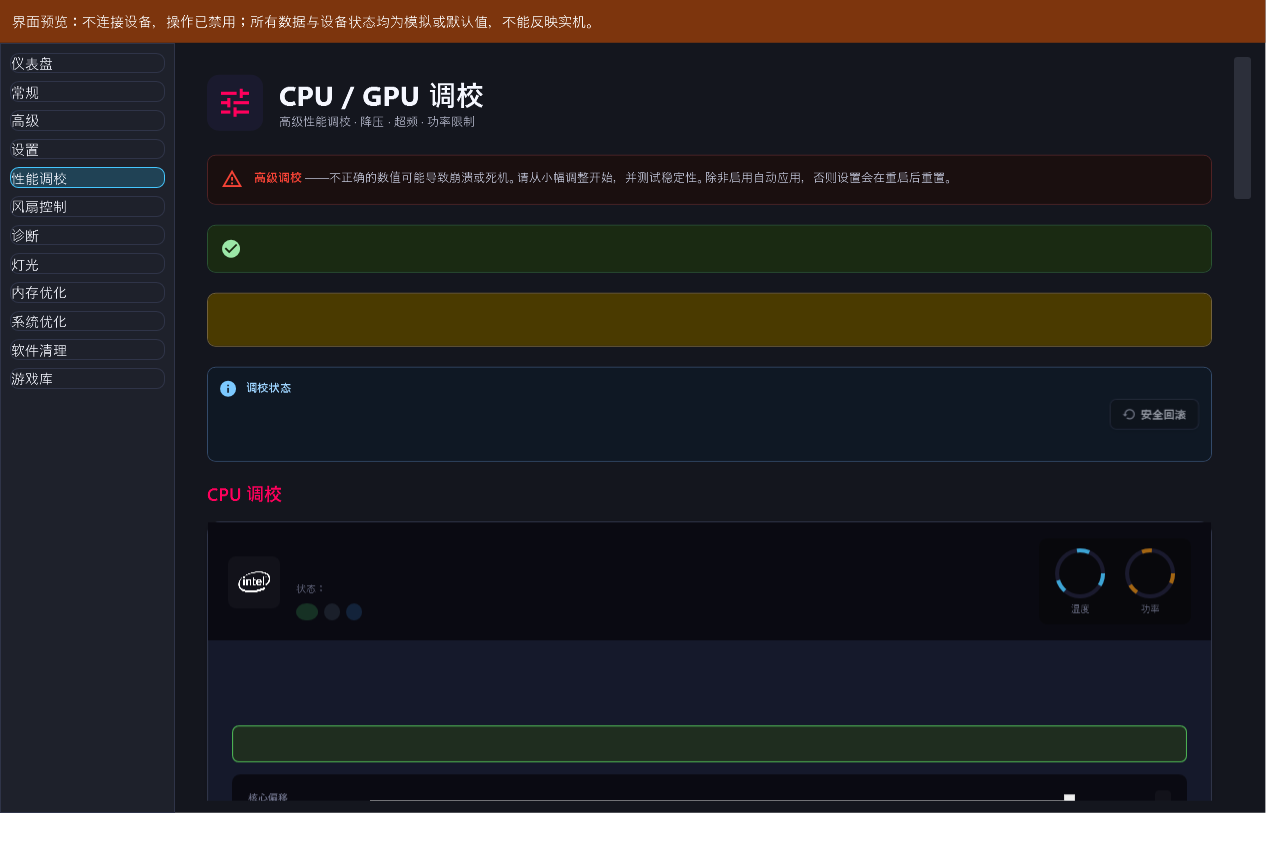 界面预览：不连接设备，操作已禁用；所有数据与设备状态均为模拟或默认值，不能反映实机。
仪表盘
常规
高级
设置
性能调校
风扇控制
诊断
灯光
内存优化
系统优化
软件清理
游戏库
CPU / GPU 调校
高级性能调校 · 降压 · 超频 · 功率限制
高级调校 ——不正确的数值可能导致崩溃或死机。请从小幅调整开始，并测试稳定性。除非启用自动应用，否则设置会在重启后重置。
调校状态
安全回滚
CPU 调校
intel
状态：
温度
功率
核心偏移